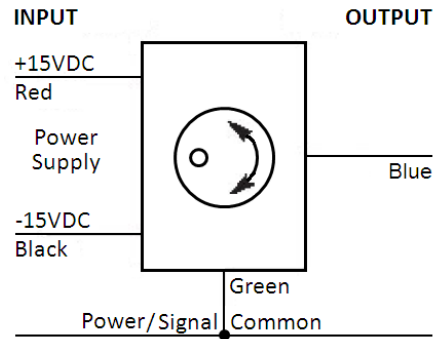 INPUT
OUTPUT
+15VDC
Red
Power
Supply
Blue
-15VDC
Black
Green
Power/Signal Common